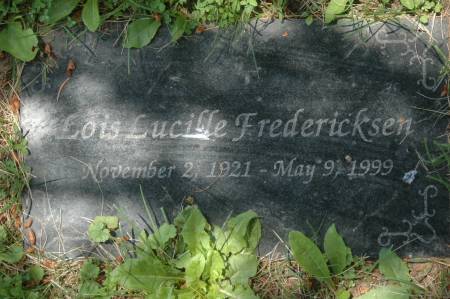 Lois Lucille Fredericksen
November 2, 1921 - May 9, 1999